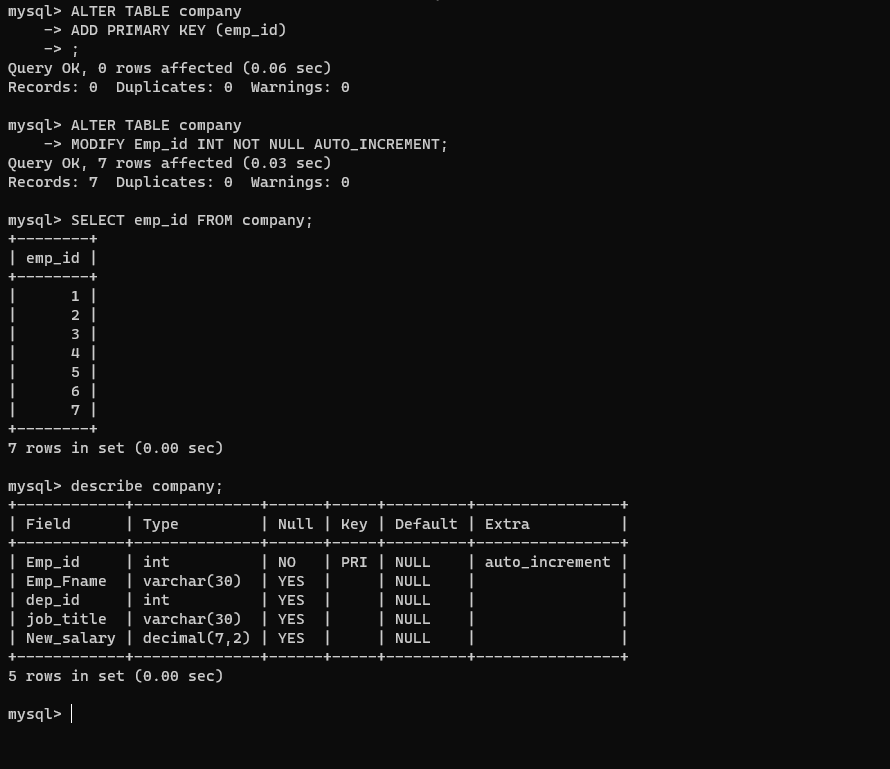 mysql> ALTER TABLE company
    -> ADD PRIMARY KEY (emp_id)
    -> ;
Query OK, 0 rows affected (0.06 sec)
Records: 0  Duplicates: 0  Warnings: 0

mysql> ALTER TABLE company
    -> MODIFY Emp_id INT NOT NULL AUTO_INCREMENT;
Query OK, 7 rows affected (0.03 sec)
Records: 7  Duplicates: 0  Warnings: 0

mysql> SELECT emp_id FROM company;
+--------+
| emp_id |
+--------+
|      1 |
|      2 |
|      3 |
|      4 |
|      5 |
|      6 |
|      7 |
+--------+
7 rows in set (0.00 sec)

mysql> describe company;
+------------+--------------+------+-----+---------+----------------+
| Field      | Type         | Null | Key | Default | Extra          |
+------------+--------------+------+-----+---------+----------------+
| Emp_id     | int          | NO   | PRI | NULL    | auto_increment |
| Emp_Fname  | varchar(30)  | YES  |     | NULL    |                |
| dep_id     | int          | YES  |     | NULL    |                |
| job_title  | varchar(30)  | YES  |     | NULL    |                |
| New_salary | decimal(7,2) | YES  |     | NULL    |                |
+------------+--------------+------+-----+---------+----------------+
5 rows in set (0.00 sec)

mysql>